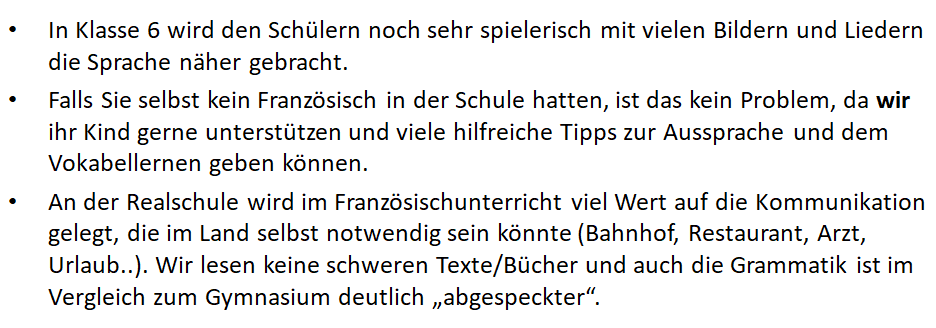 • In Klasse 6 wird den Schülern noch sehr spielerisch mit vielen Bildern und Liedern
die Sprache näher gebracht.
• Falls Sie selbst kein Französisch in der Schule hatten, ist das kein Problem, da wir
ihr Kind gerne unterstützen und viele hilfreiche Tipps zur Aussprache und dem
Vokabellernen geben können.
• An der Realschule wird im Französischunterricht viel Wert auf die Kommunikation
gelegt, die im Land selbst notwendig sein könnte (Bahnhof, Restaurant, Arzt,
Urlaub..). Wir lesen keine schweren Texte/Bücher und auch die Grammatik ist im
Vergleich zum Gymnasium deutlich „abgespeckter“.